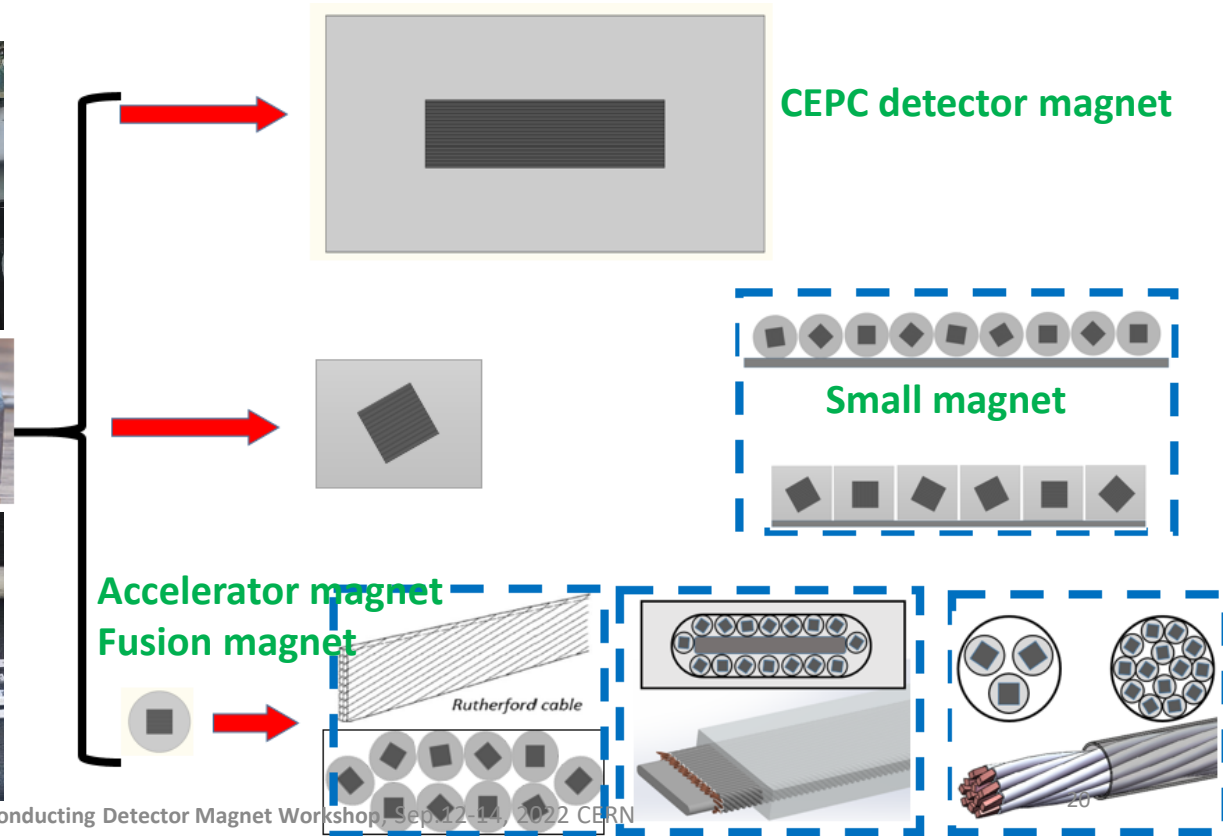 CEPC detector magnet
Small magnet
Accelerator magnet
Fusion magnet
Rutherford cable
onducting Detector Magnet Workshop, Sep.12-14, 2022 CERN
20